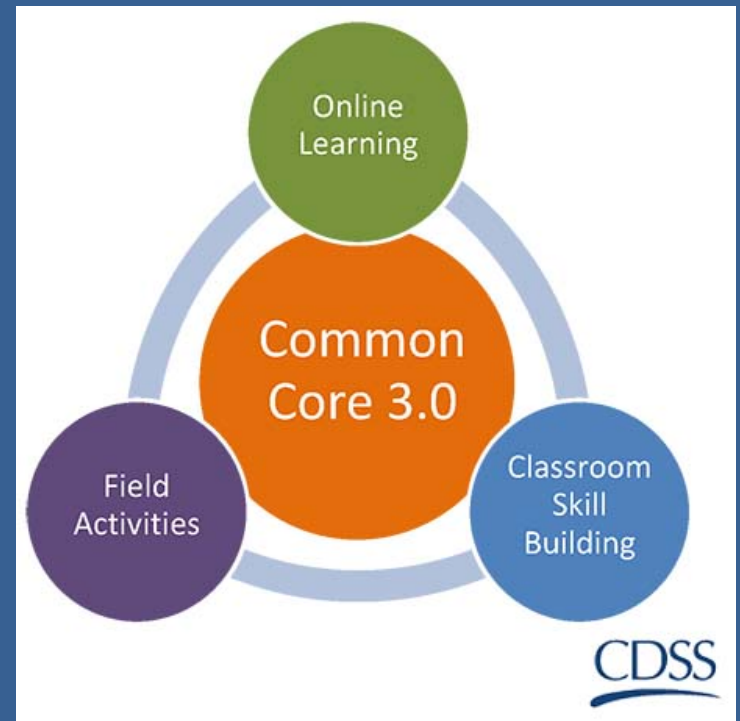 Online
Learning
Common
Core 3.0
Field
Activities
Classroom
Skill
Building
CDSS